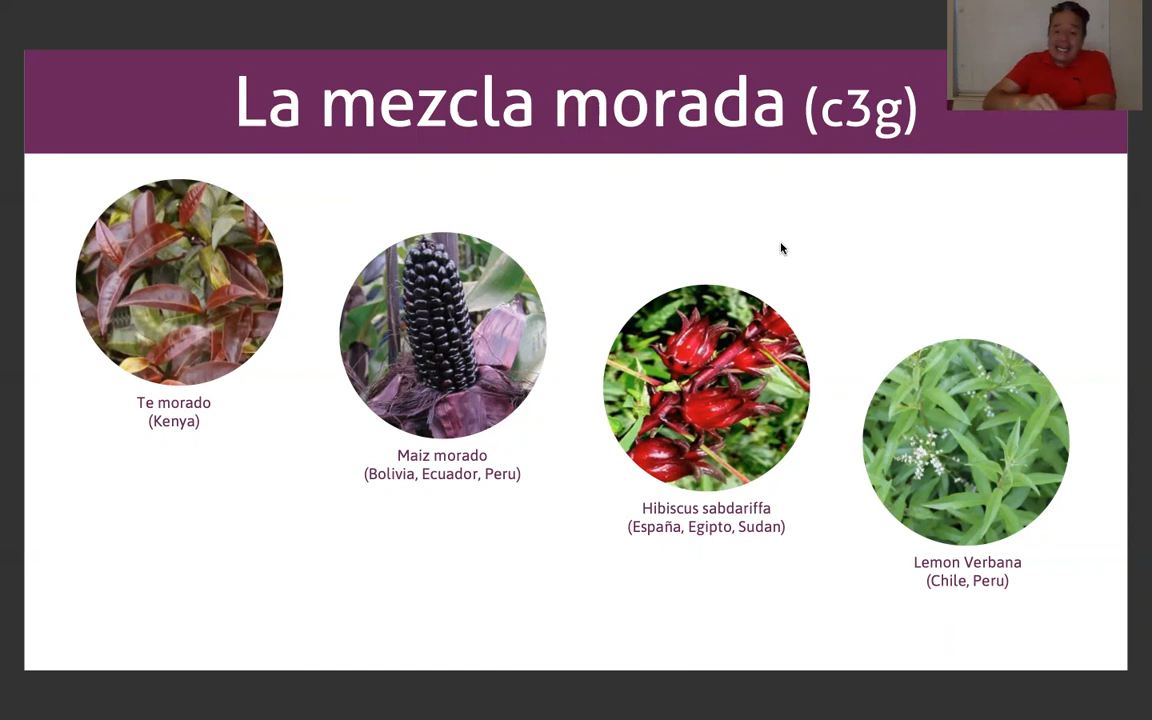 La mezcla morada (c3g)
Te morado
(Kenya)
Maiz morado
(Bolivia, Ecuador, Peru)
Hibiscus sabdariffa
(España, Egipto, Sudan)
Lemon Verbana
(Chile, Peru)